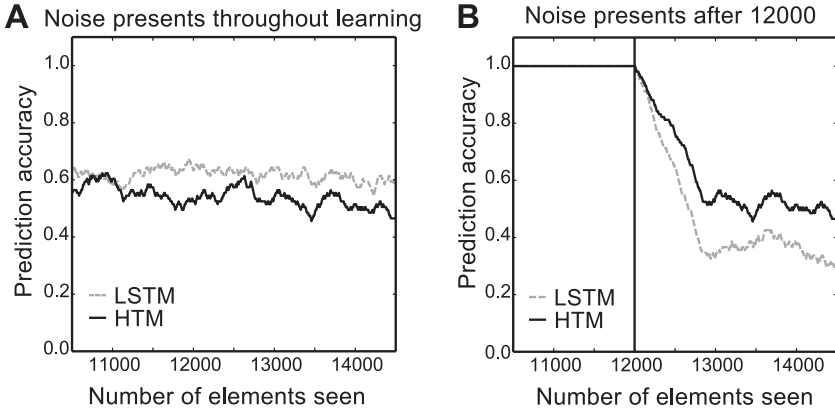 A Noise presents throughout learning
1.0
0.8
0.6
0.4
0.2
0.0
Prediction accuracy
LSTM
HTM
11000 12000 13000 14000
Number of elements seen
B Noise presents after 12000
1.0
0.8
0.6
0.4
0.2
0.0
Prediction accuracy
LSTM
HTM
11000 12000 13000 14000
Number of elements seen